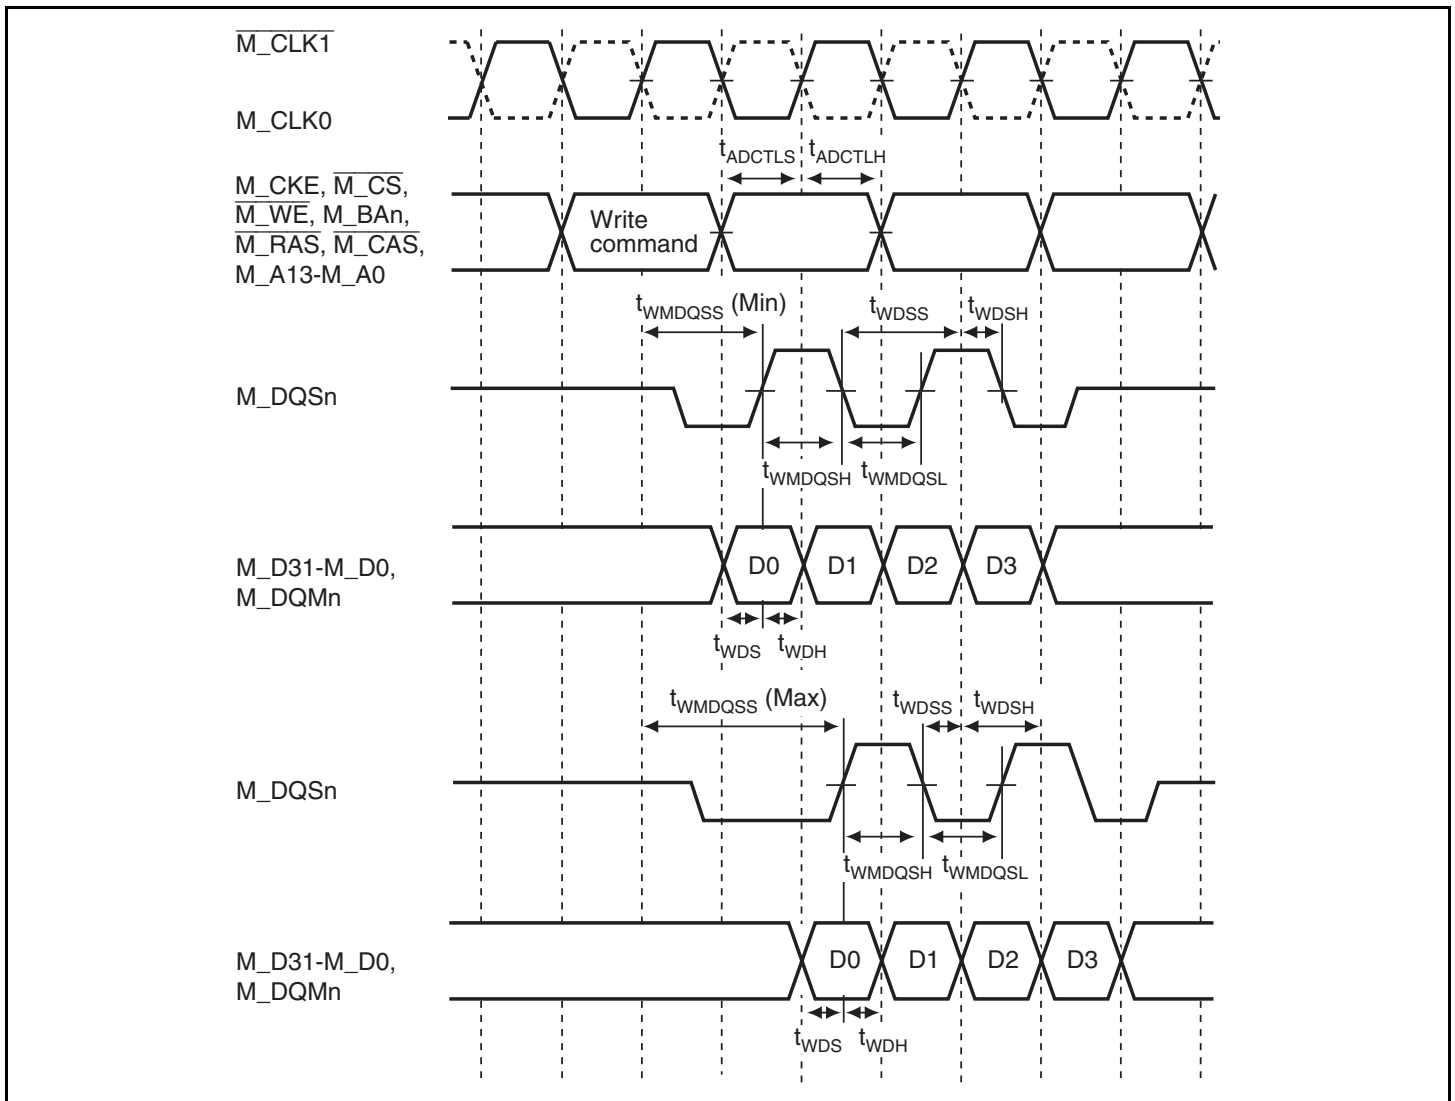 M_CLK1
M_CLK0
tADCTLS tADCTLH
M_CKE, M_CS,
M_WE, M_BAn,
M_RAS, M_CAS,
M_A13-M_A0
Write
command
tWMDQSS (Min) tWDSS tWDSH
M_DQSn
tWMDQSH tWMDQSL
M_D31-M_D0,
M_DQMn
D0 D1 D2 D3
tWDS tWDH
tWMDQSS (Max) tWDSS tWDSH
M_DQSn
tWMDQSH tWMDQSL
M_D31-M_D0,
M_DQMn
D0 D1 D2 D3
tWDS tWDH